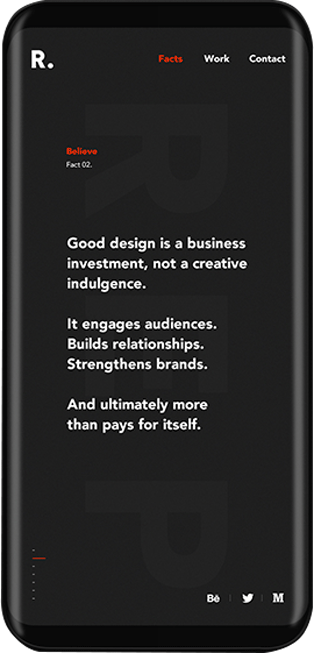 R.
Facts Work Contact
Believe
Fact 02.
Good design is a business
investment, not a creative
indulgence.
It engages audiences.
Builds relationships.
Strengthens brands.
And ultimately more
than pays for itself.
Bē M